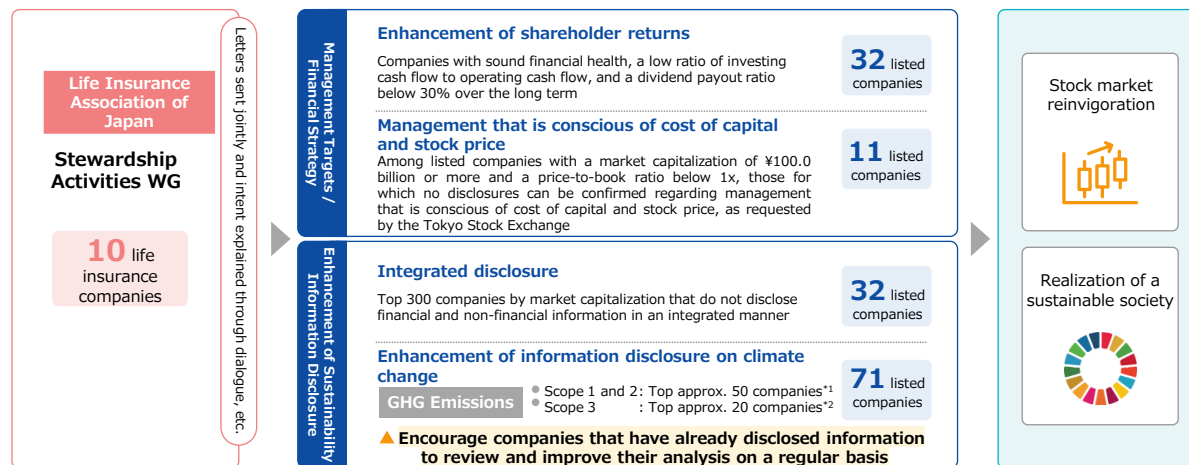 Life Insurance
Association of
Japan
Stewardship
Activities WG
10 life
insurance
companies
Letters sent jointly and intent explained through dialogue, etc.
Management Targets /
Financial Strategy
Enhancement of shareholder returns
Companies with sound financial health, a low ratio of investing
cash flow to operating cash flow, and a dividend payout ratio
below 30% over the long term
32 listed
companies
Management that is conscious of cost of capital
and stock price
Among listed companies with a market capitalization of ¥100.0
billion or more and a price-to-book ratio below 1x, those for
which no disclosures can be confirmed regarding management
that is conscious of cost of capital and stock price, as requested
by the Tokyo Stock Exchange
11 listed
companies
Enhancement of Sustainability
Information Disclosure
Integrated disclosure
Top 300 companies by market capitalization that do not disclose
financial and non-financial information in an integrated manner
32 listed
companies
Enhancement of information disclosure on climate
change
GHG Emissions
● Scope 1 and 2: Top approx. 50 companies*1
● Scope 3 : Top approx. 20 companies*2
71 listed
companies
▲ Encourage companies that have already disclosed information
to review and improve their analysis on a regular basis
Stock market
reinvigoration
Realization of a
sustainable society